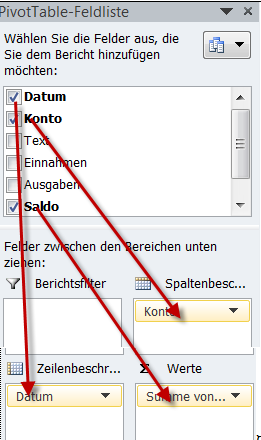 PivotTable-Feldliste
Wählen Sie die Felder aus, die
Sie dem Bericht hinzufügen
möchten:
Datum
Konto
Text
Einnahmen
Ausgaben
Saldo
Felder zwischen den Bereichen unten
ziehen:
Berichtsfilter
Spaltenbesc...
Konto
Zeilenbeschr...
Σ Werte
Datum
Summe von...